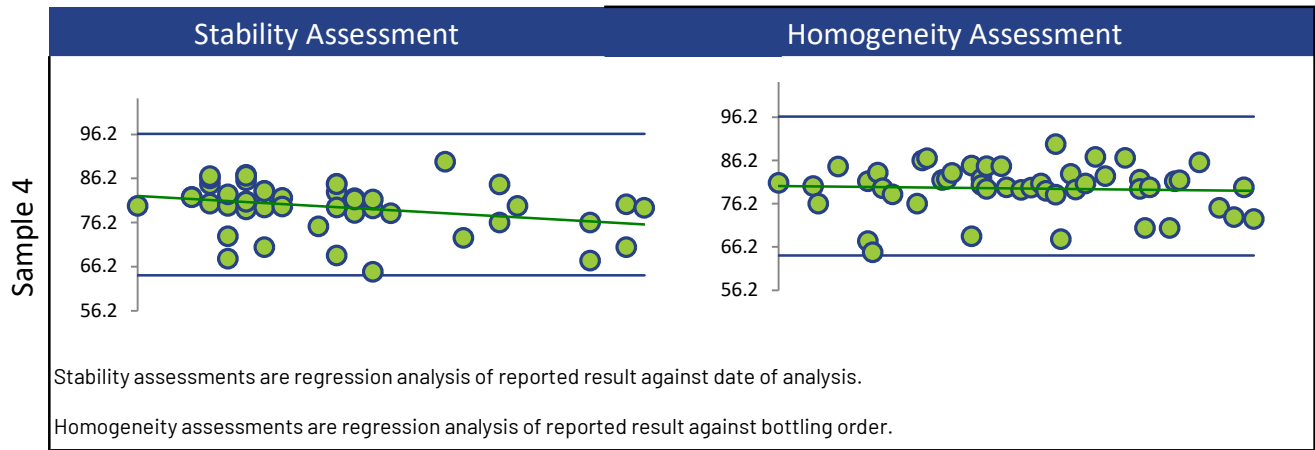 Stability Assessment
Homogeneity Assessment
Sample 4
96.2
86.2
76.2
66.2
56.2
96.2
86.2
76.2
66.2
56.2
Stability assessments are regression analysis of reported result against date of analysis.
Homogeneity assessments are regression analysis of reported result against bottling order.